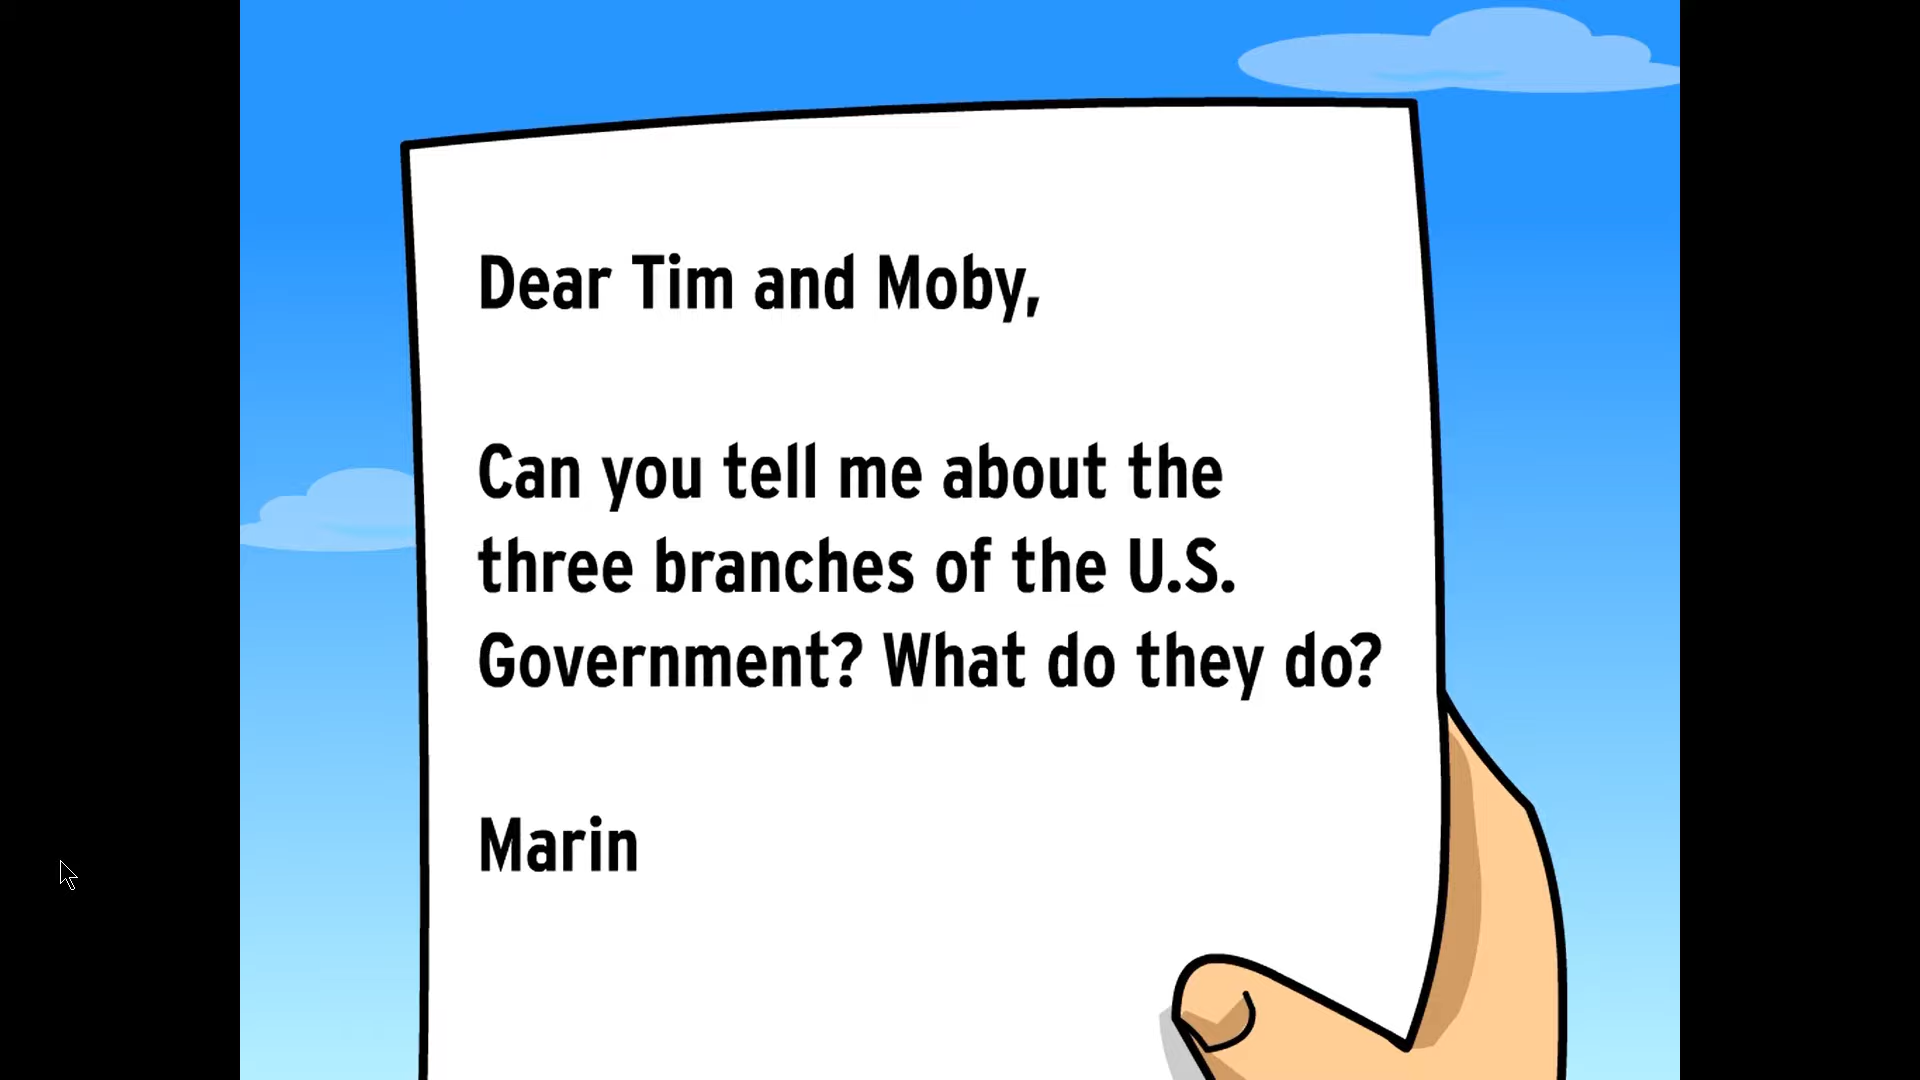 Dear Tim and Moby,
Can you tell me about the
three branches of the U.S.
Government? What do they do?
Marin